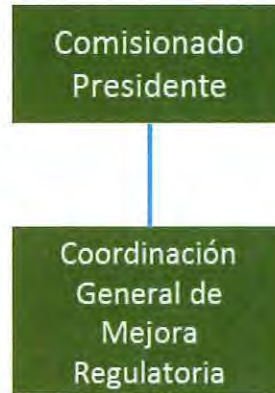 Comisionado
Presidente
Coordinación
General de
Mejora
Regulatoria